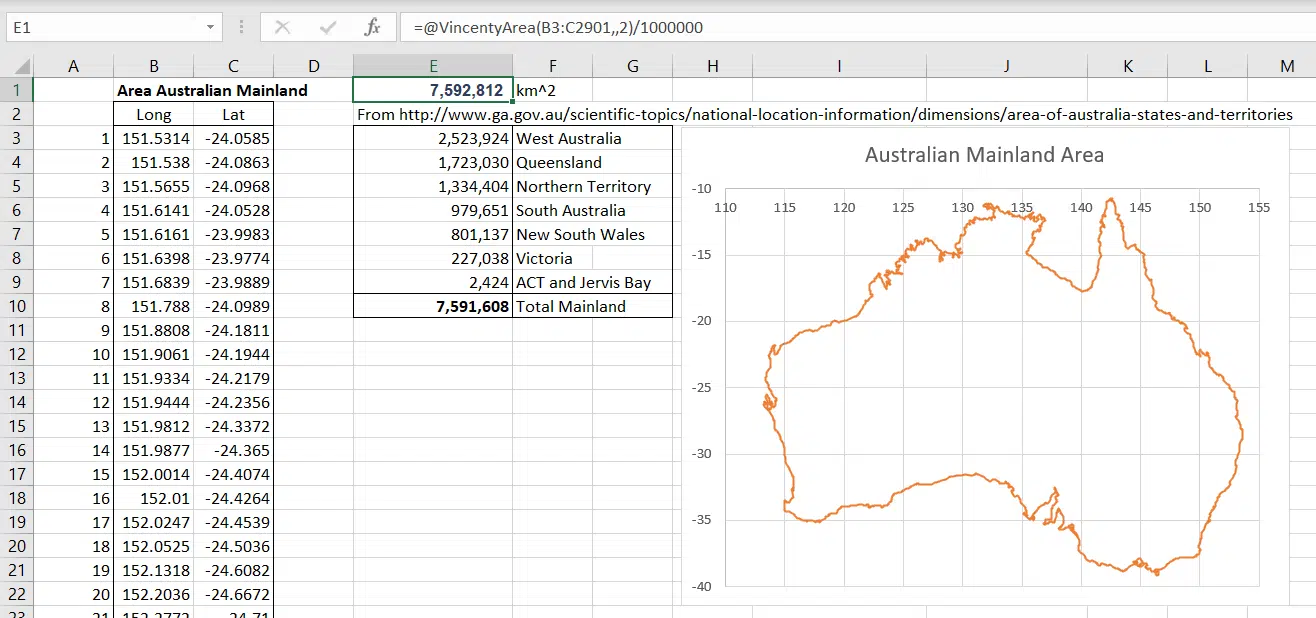 E1 fx =@VincentyArea(B3:C2901,,2)/1000000
A B C D E F G H I J K L M
1 Area Australian Mainland 7,592,812 km^2
2 Long Lat From http://www.ga.gov.au/scientific-topics/national-location-information/dimensions/area-of-australia-states-and-territories
3 1 151.5314 -24.0585 2,523,924 West Australia
4 2 151.538 -24.0863 1,723,030 Queensland
5 3 151.5655 -24.0968 1,334,404 Northern Territory
6 4 151.6141 -24.0528 979,651 South Australia
7 5 151.6161 -23.9983 801,137 New South Wales
8 6 151.6398 -23.9774 227,038 Victoria
9 7 151.6839 -23.9889 2,424 ACT and Jervis Bay
10 8 151.788 -24.0989 7,591,608 Total Mainland
11 9 151.8808 -24.1811
12 10 151.9061 -24.1944
13 11 151.9334 -24.2179
14 12 151.9444 -24.2356
15 13 151.9812 -24.3372
16 14 151.9877 -24.365
17 15 152.0014 -24.4074
18 16 152.01 -24.4264
19 17 152.0247 -24.4539
20 18 152.0525 -24.5036
21 19 152.1318 -24.6082
22 20 152.2036 -24.6672
23 21 152.2772 -24.71
Australian Mainland Area
-10
110 115 120 125 130 135 140 145 150 155
-15
-20
-25
-30
-35
-40